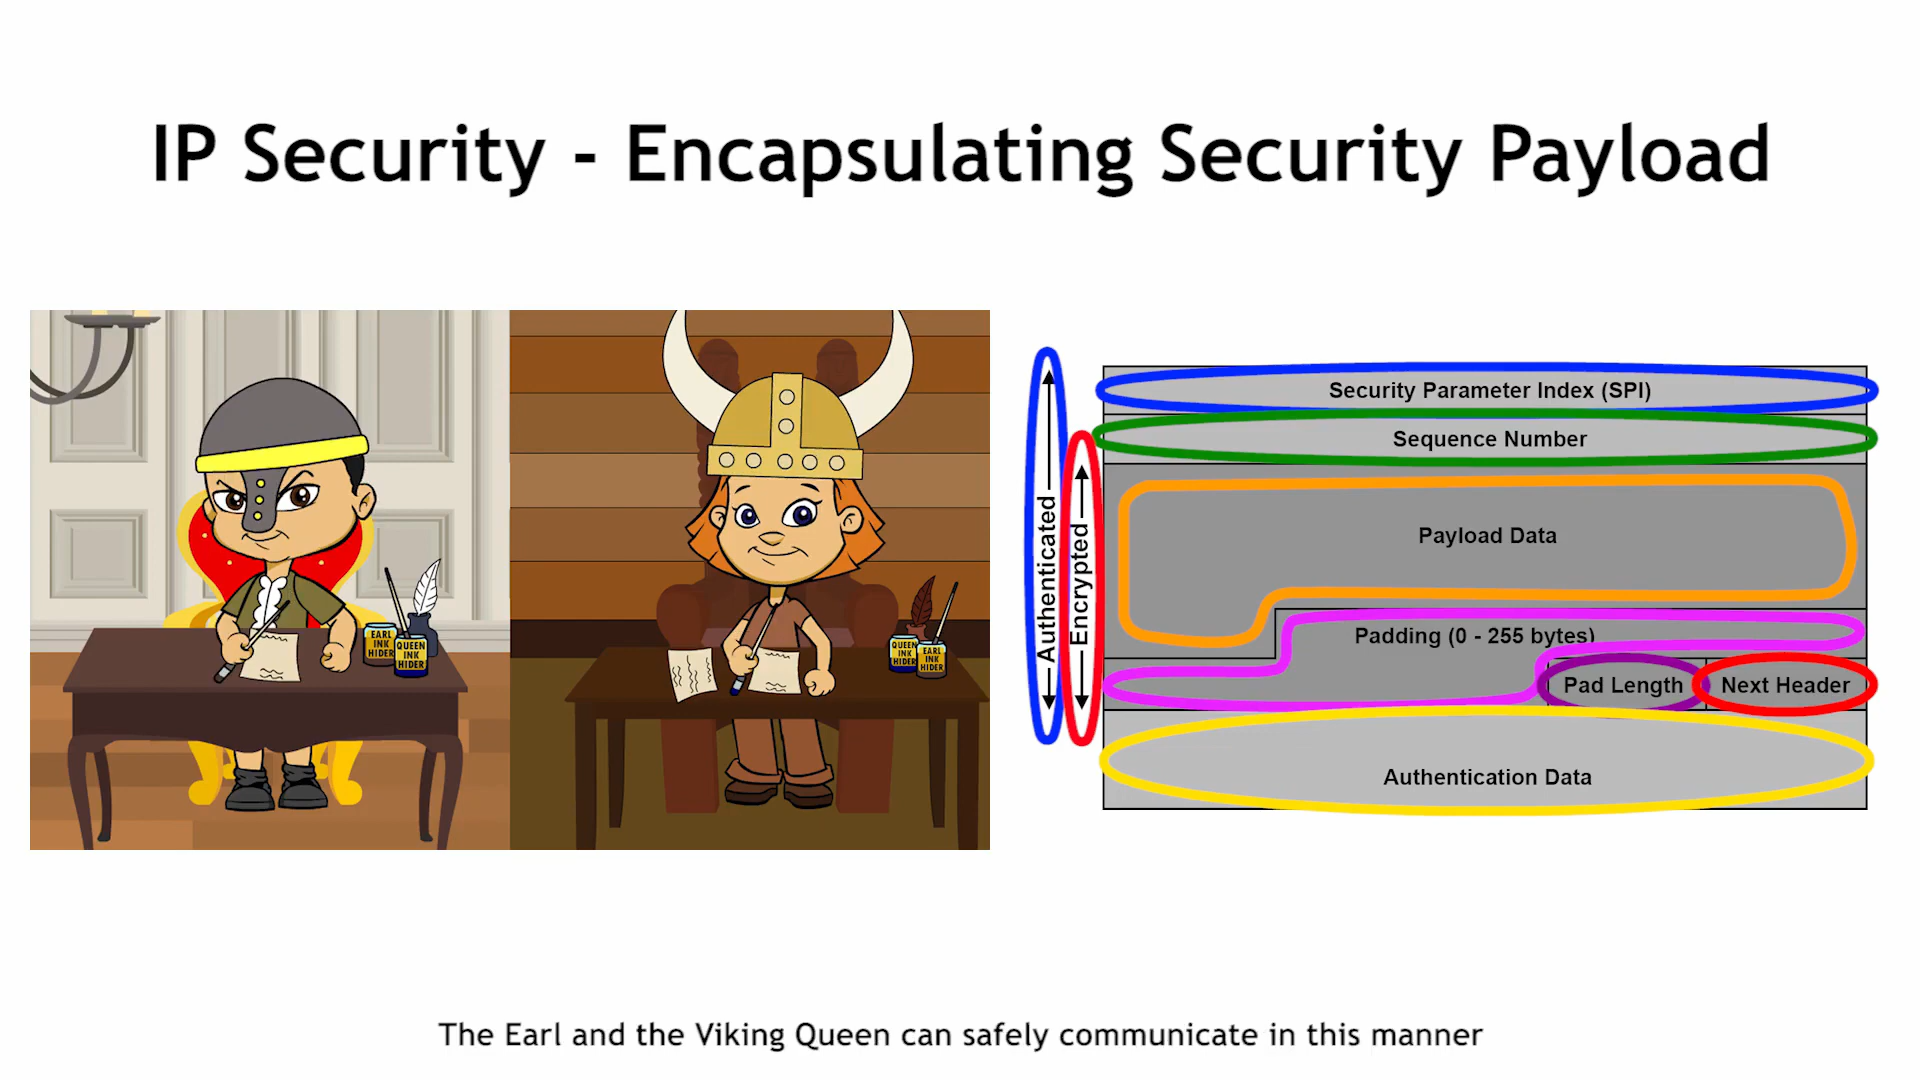 IP Security - Encapsulating Security Payload
EARL
INK
HIDER
QUEEN
INK
HIDER
QUEEN
INK
HIDER
EARL
INK
HIDER
Authenticated
Encrypted
Security Parameter Index (SPI)
Sequence Number
Payload Data
Padding (0 - 255 bytes)
Pad Length
Next Header
Authentication Data
The Earl and the Viking Queen can safely communicate in this manner